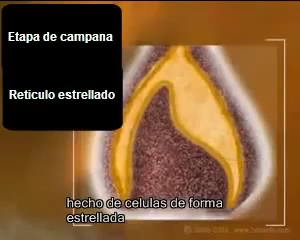 Etapa de campana
Reticulo estrellado
hecho de celulas de forma
estrellada